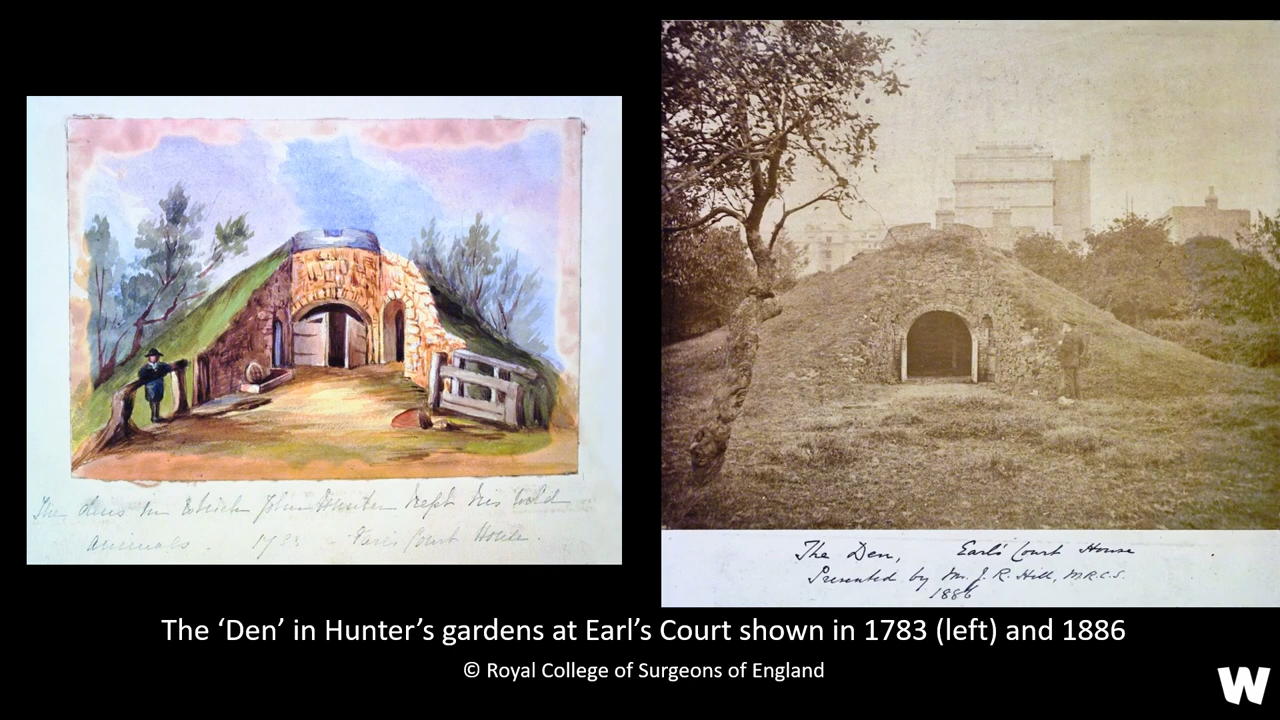 The dens in which John Hunter kept his wild
animals - 1783 - Earls Court House.
The Den, Earls' Court House
Presented by Mr. J. R. Hill, M.R.C.S.
1886
The ‘Den’ in Hunter’s gardens at Earl’s Court shown in 1783 (left) and 1886
© Royal College of Surgeons of England
W